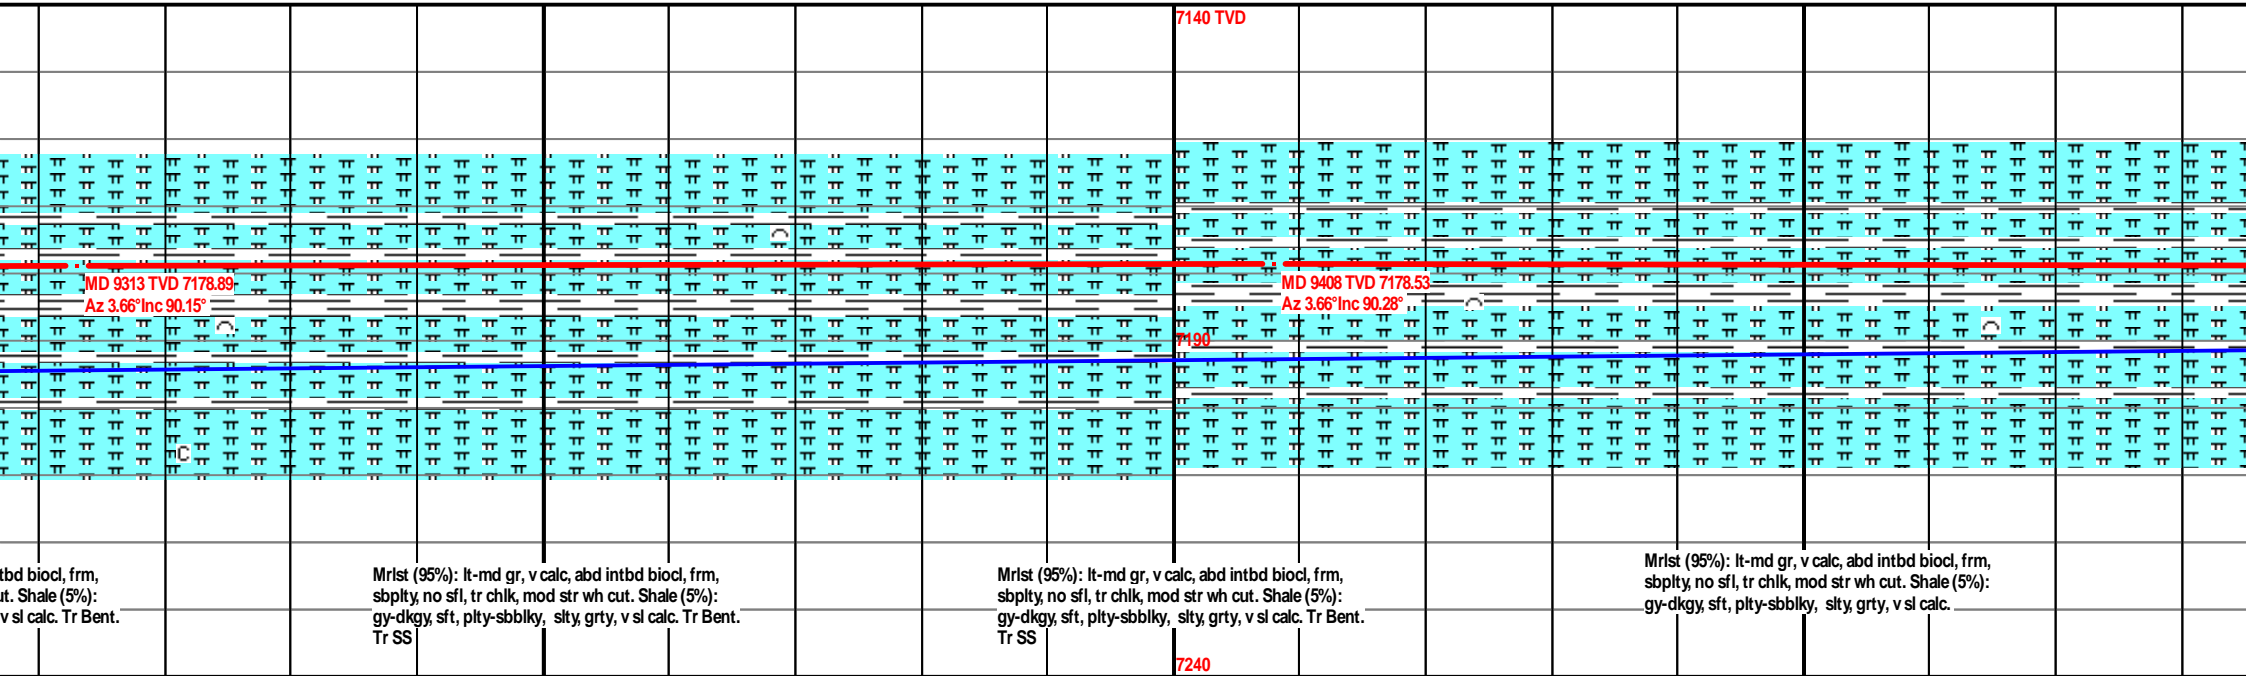 7140 TVD
MD 9313 TVD 7178.89
Az 3.66° Inc 90.15°
MD 9408 TVD 7178.53
Az 3.66° Inc 90.28°
7190
C
tbd biocl, frm,
ut. Shale (5%):
v sl calc. Tr Bent.
Mrlst (95%): lt-md gr, v calc, abd intbd biocl, frm,
sbplty, no sfl, tr chlk, mod str wh cut. Shale (5%):
gy-dkgy, sft, plty-sbblky, slty, grty, v sl calc. Tr Bent.
Tr SS
Mrlst (95%): lt-md gr, v calc, abd intbd biocl, frm,
sbplty, no sfl, tr chlk, mod str wh cut. Shale (5%):
gy-dkgy, sft, plty-sbblky, slty, grty, v sl calc. Tr Bent.
Tr SS
Mrlst (95%): lt-md gr, v calc, abd intbd biocl, frm,
sbplty, no sfl, tr chlk, mod str wh cut. Shale (5%):
gy-dkgy, sft, plty-sbblky, slty, grty, v sl calc.
7240